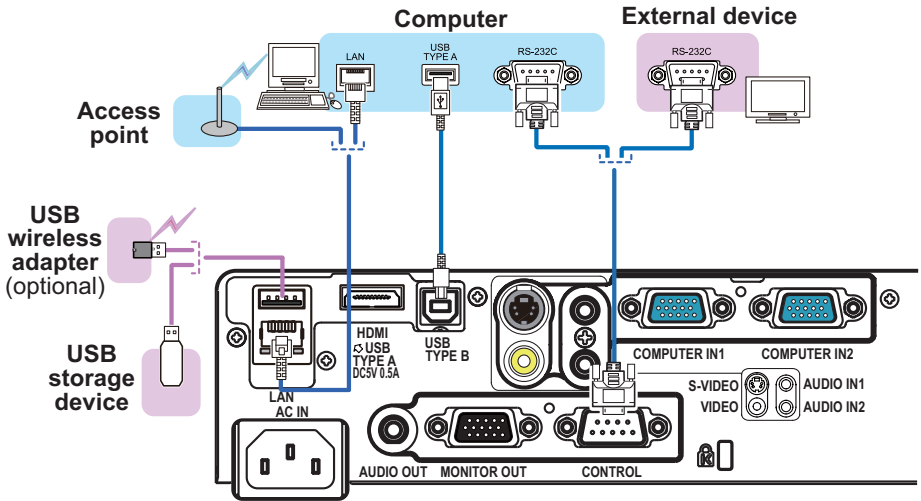 Computer
External device
LAN
USB
TYPE A
RS-232C
RS-232C
Access
point
USB
wireless
adapter
(optional)
USB
storage
device
HDMI
USB
TYPE A
DC5V 0.5A
USB
TYPE B
LAN
AC IN
COMPUTER IN1
COMPUTER IN2
S-VIDEO
AUDIO IN1
VIDEO
AUDIO IN2
AUDIO OUT
MONITOR OUT
CONTROL
K